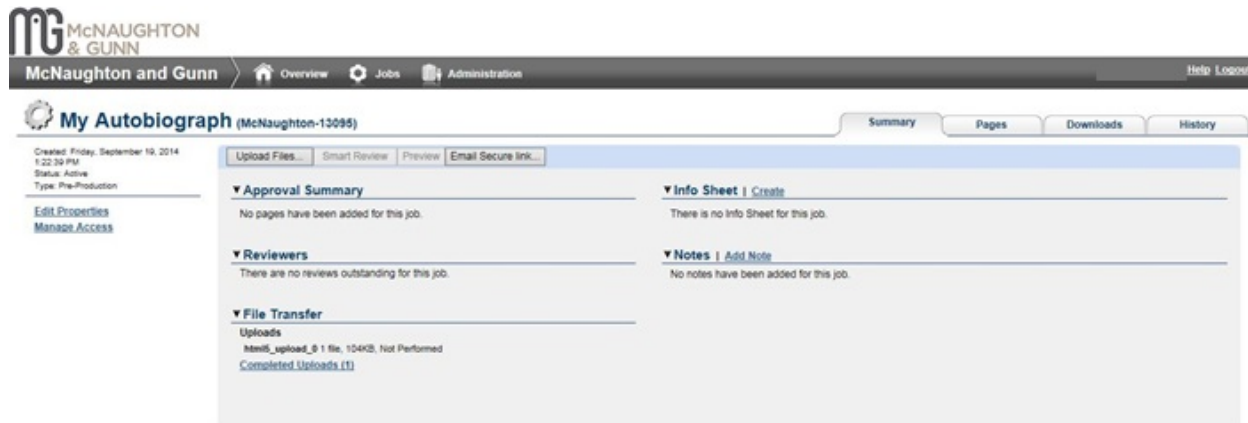 MG McNAUGHTON
& GUNN
McNaughton and Gunn Overview Jobs Administration Help Logout
My Autobiograph (McNaughton-13095) Summary Pages Downloads History
Created: Friday, September 19, 2014
1:22:39 PM
Status: Active
Type: Pre-Production
Edit Properties
Manage Access
Upload Files... Smart Review Preview Email Secure link...
▼ Approval Summary
No pages have been added for this job.
▼ Reviewers
There are no reviews outstanding for this job.
▼ File Transfer
Uploads
html5_upload_0 1 file, 104KB, Not Performed
Completed Uploads (1)
▼ Info Sheet | Create
There is no Info Sheet for this job.
▼ Notes | Add Note
No notes have been added for this job.